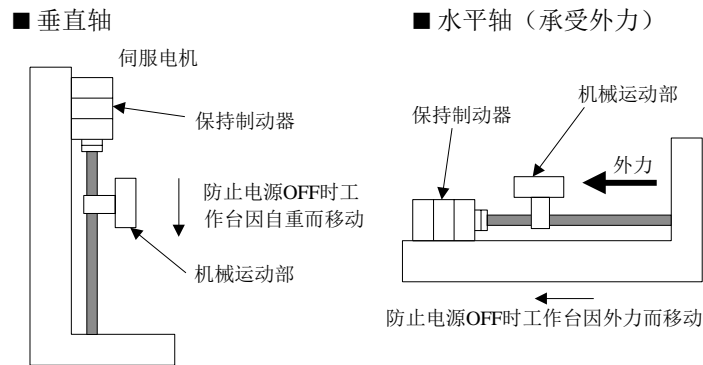 ■ 垂直轴
伺服电机
保持制动器
防止电源OFF时工
作台因自重而移动
机械运动部
■ 水平轴（承受外力）
机械运动部
保持制动器
外力
防止电源OFF时工作台因外力而移动